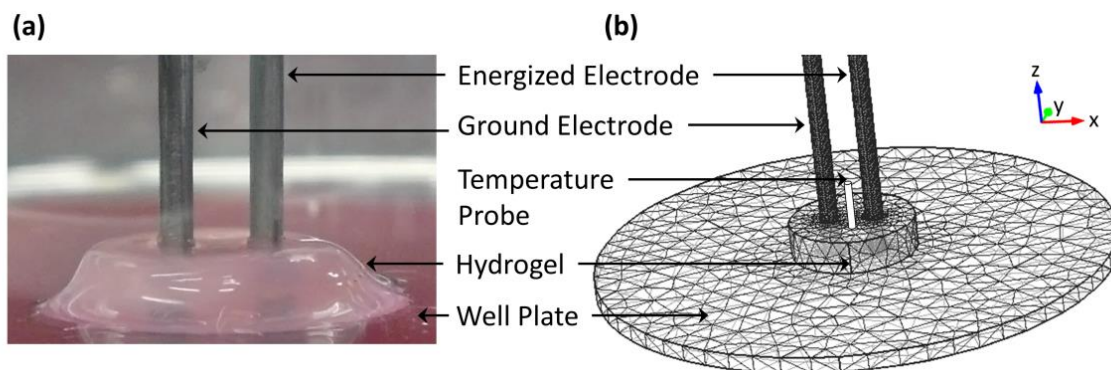 (a)
(b)
Energized Electrode
Ground Electrode
Temperature
Probe
Hydrogel
Well Plate
z
y
x